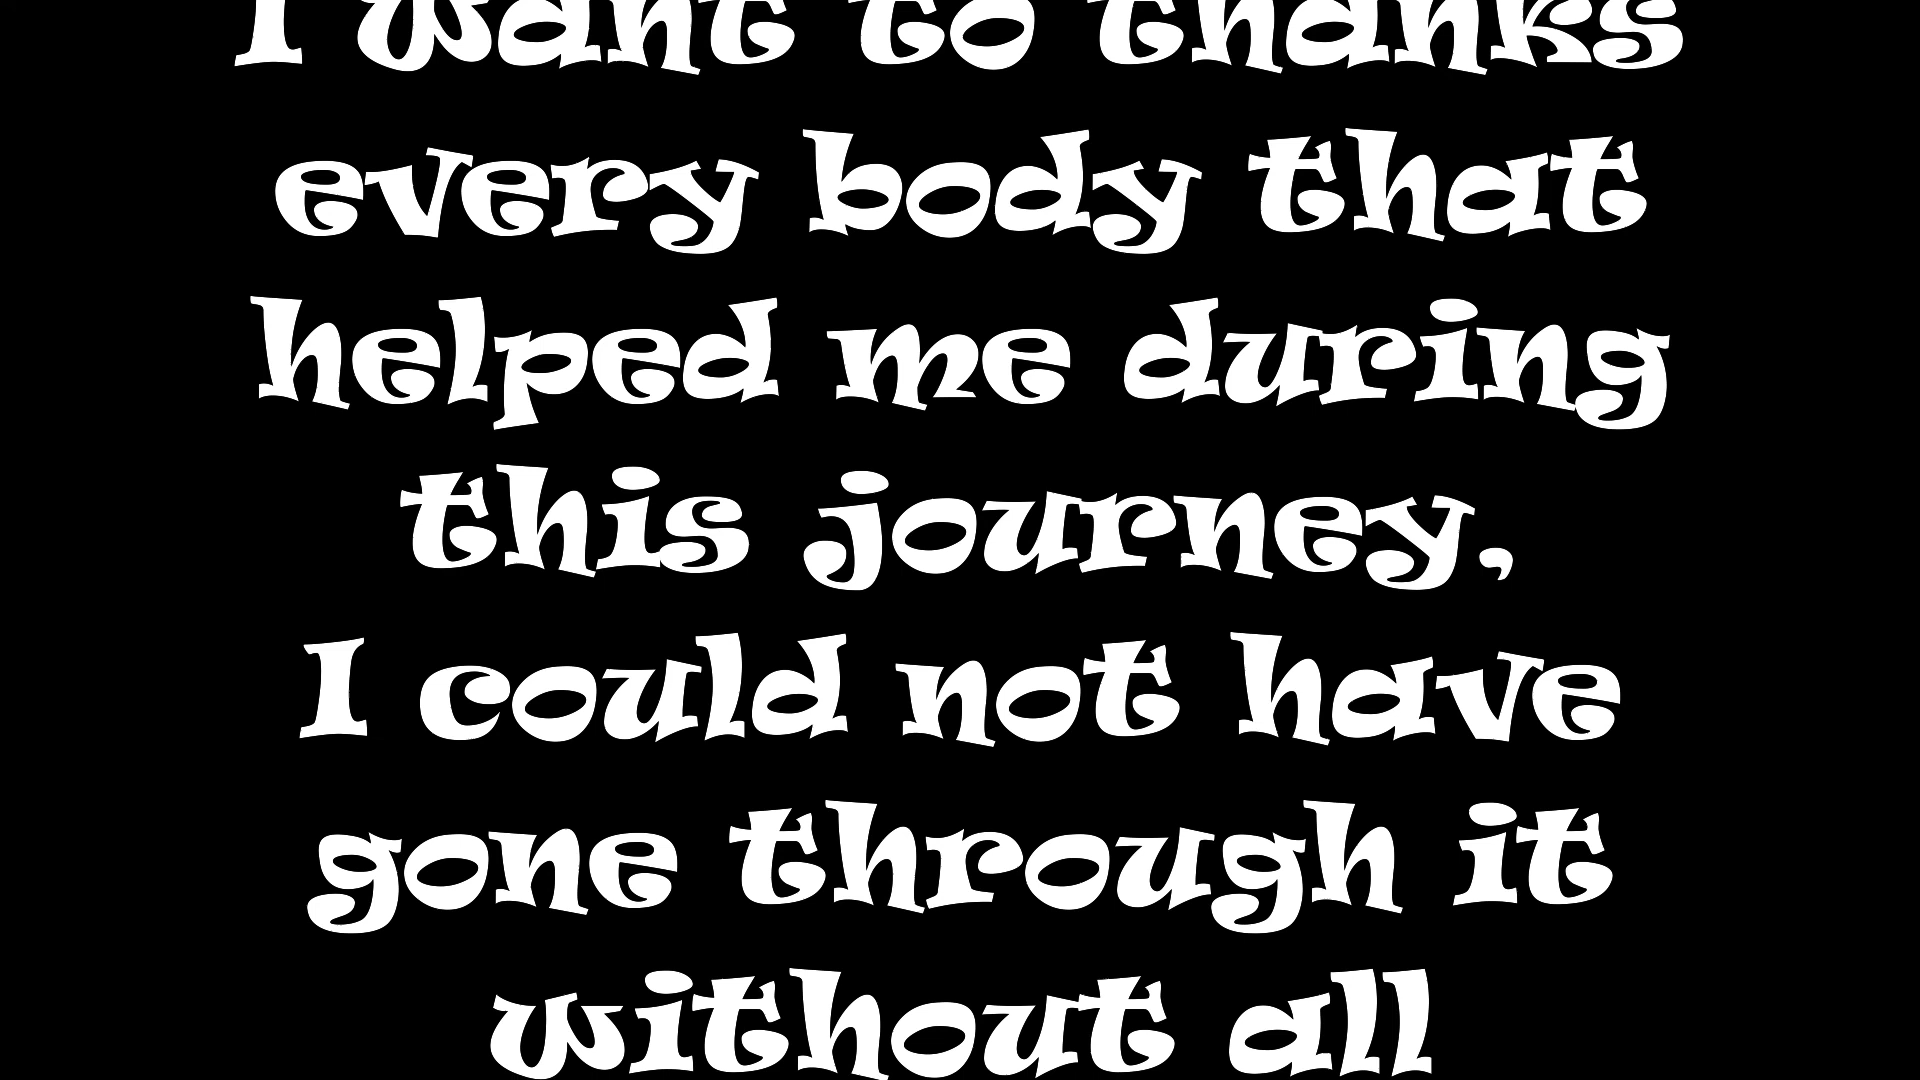 I want to thanks
every body that
helped me during
this journey,
I could not have
gone through it
without all